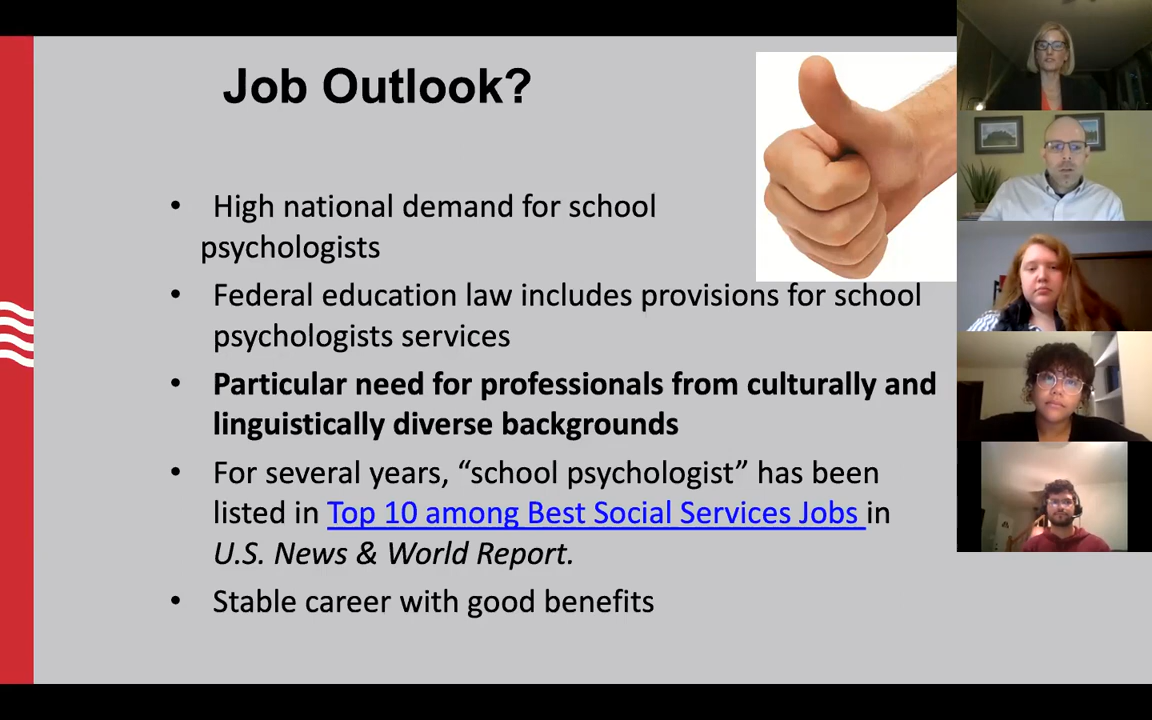 Job Outlook?
• High national demand for school
psychologists
• Federal education law includes provisions for school
psychologists services
• Particular need for professionals from culturally and
linguistically diverse backgrounds
• For several years, “school psychologist” has been
listed in Top 10 among Best Social Services Jobs in
U.S. News & World Report.
• Stable career with good benefits